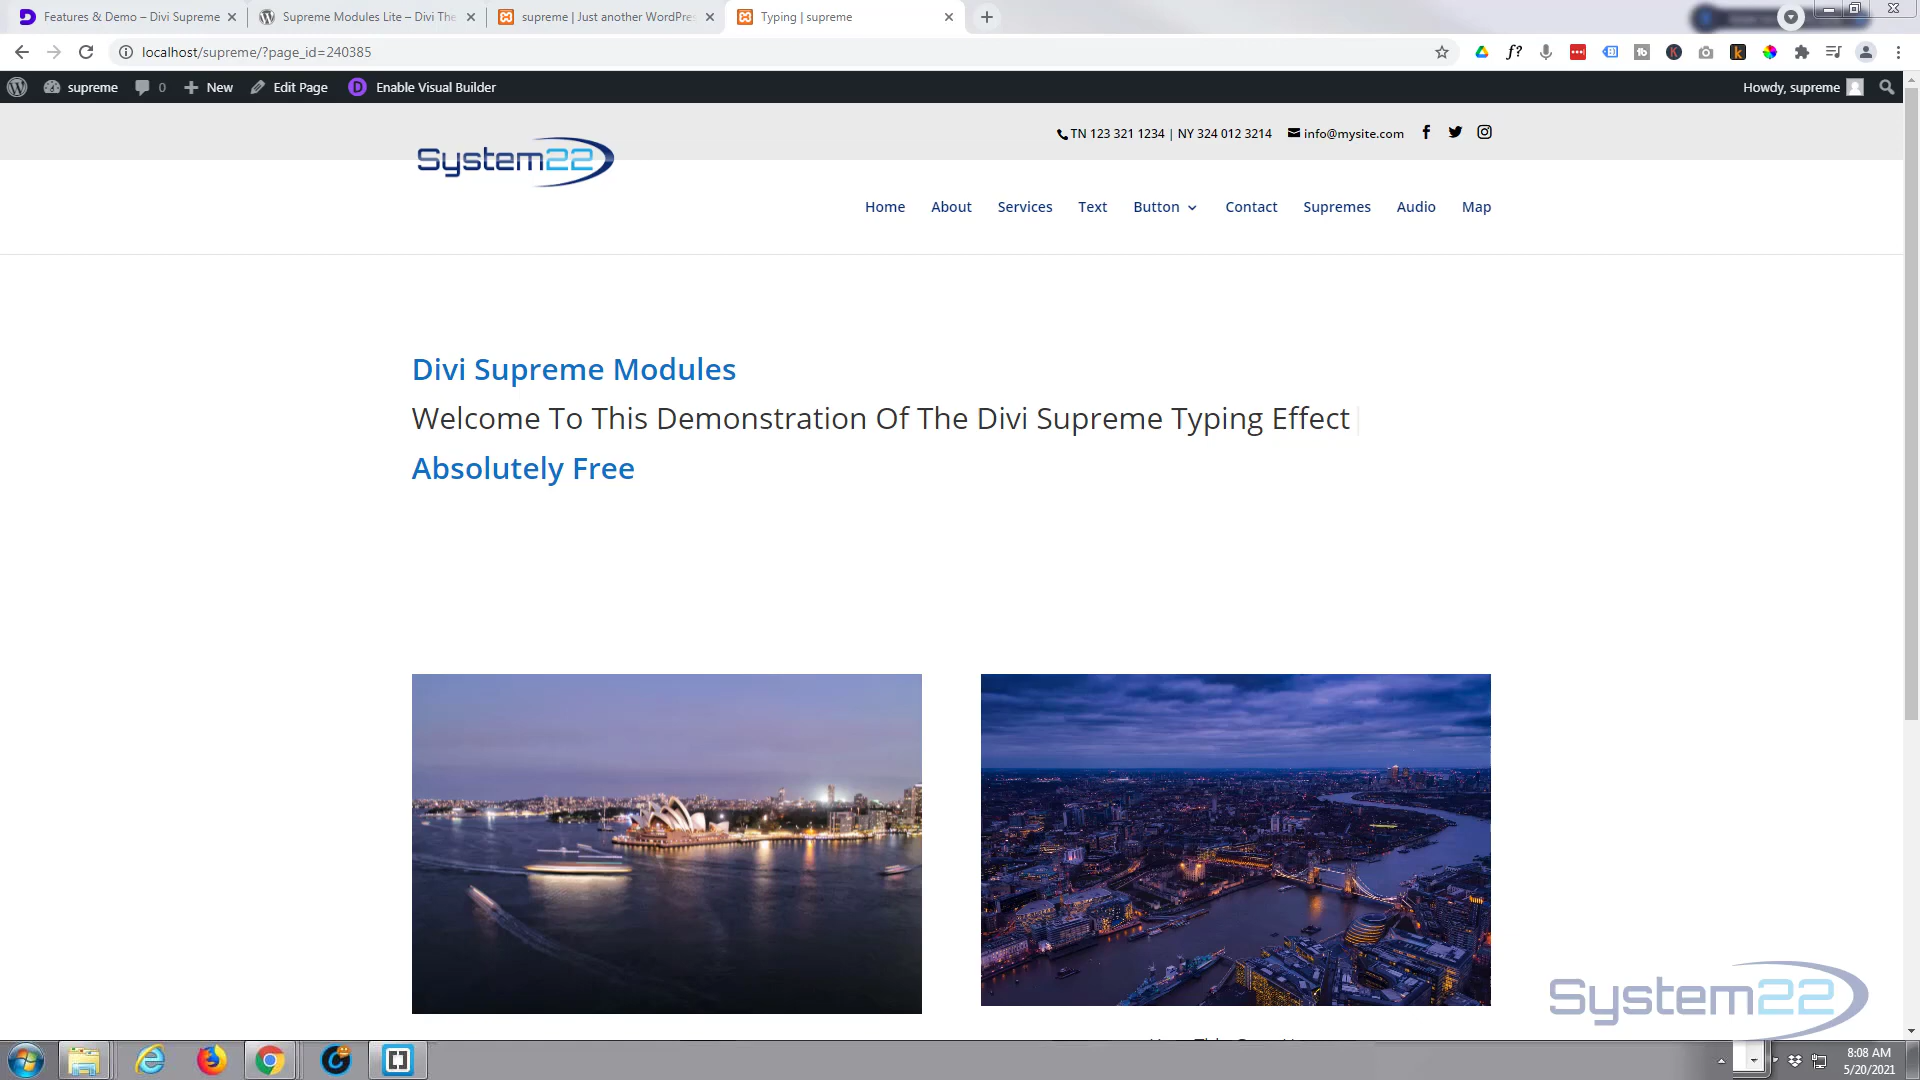 Features & Demo – Divi Supreme
Supreme Modules Lite – Divi The
supreme | Just another WordPres
Typing | supreme
localhost/supreme/?page_id=240385
supreme
0
New
Edit Page
Enable Visual Builder
Howdy, supreme
TN 123 321 1234 | NY 324 012 3214
info@mysite.com
System22
Home
About
Services
Text
Button
Contact
Supremes
Audio
Map
Divi Supreme Modules
Welcome To This Demonstration Of The Divi Supreme Typing Effect
Absolutely Free
System22
8:08 AM
5/20/2021